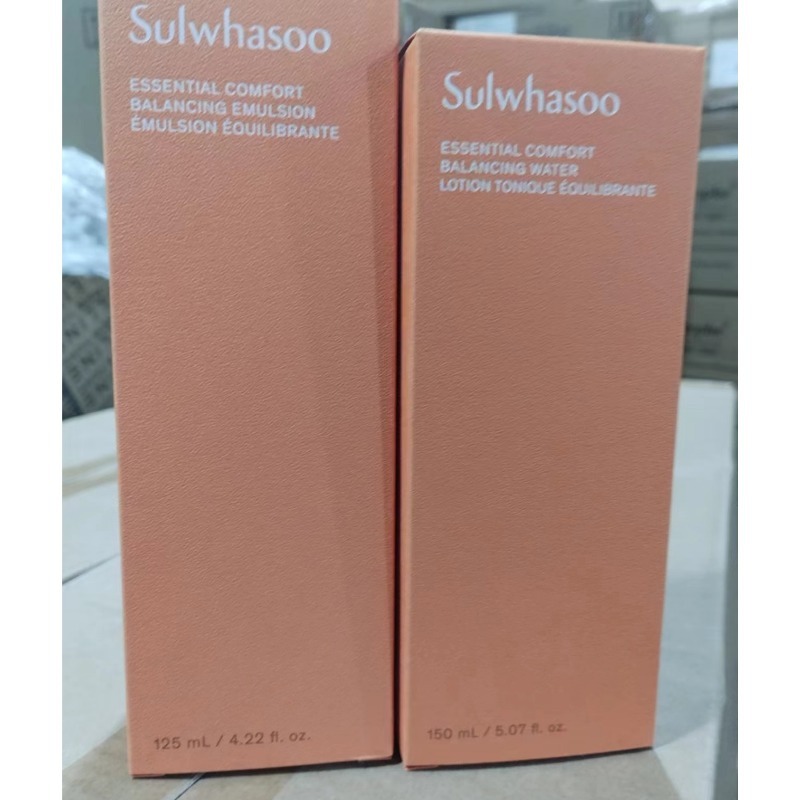 Sulwhasoo
ESSENTIAL COMFORT
BALANCING EMULSION
ÉMULSION ÉQUILIBRANTE
125 mL / 4.22 fl. oz.
Sulwhasoo
ESSENTIAL COMFORT
BALANCING WATER
LOTION TONIQUE ÉQUILIBRANTE
150 mL / 5.07 fl. oz.